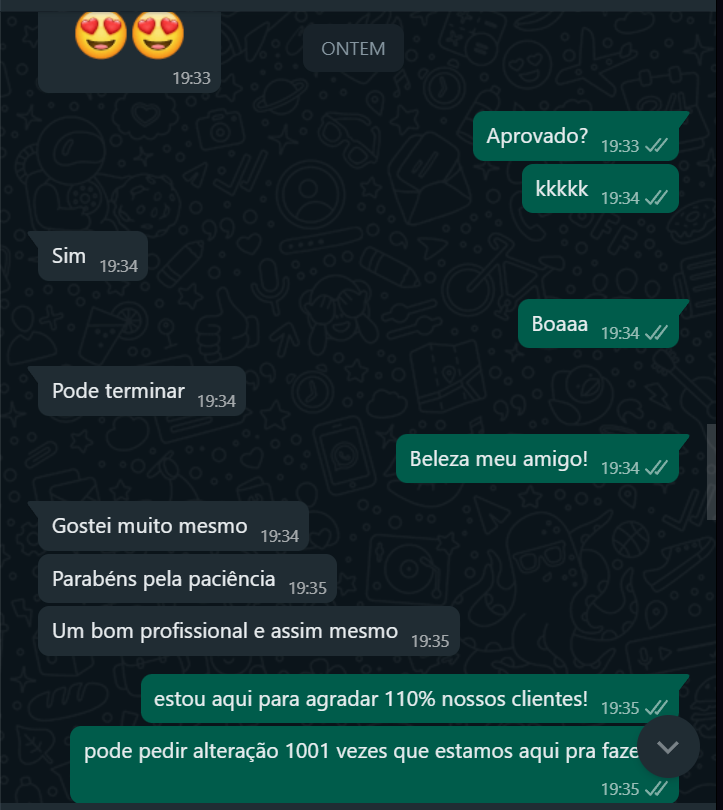 😍😍
19:33
ONTEM
Aprovado? 19:33
kkkkk 19:34
Sim 19:34
Boaaa 19:34
Pode terminar 19:34
Beleza meu amigo! 19:34
Gostei muito mesmo 19:34
Parabéns pela paciência 19:35
Um bom profissional e assim mesmo 19:35
estou aqui para agradar 110% nossos clientes! 19:35
pode pedir alteração 1001 vezes que estamos aqui pra faze
19:35